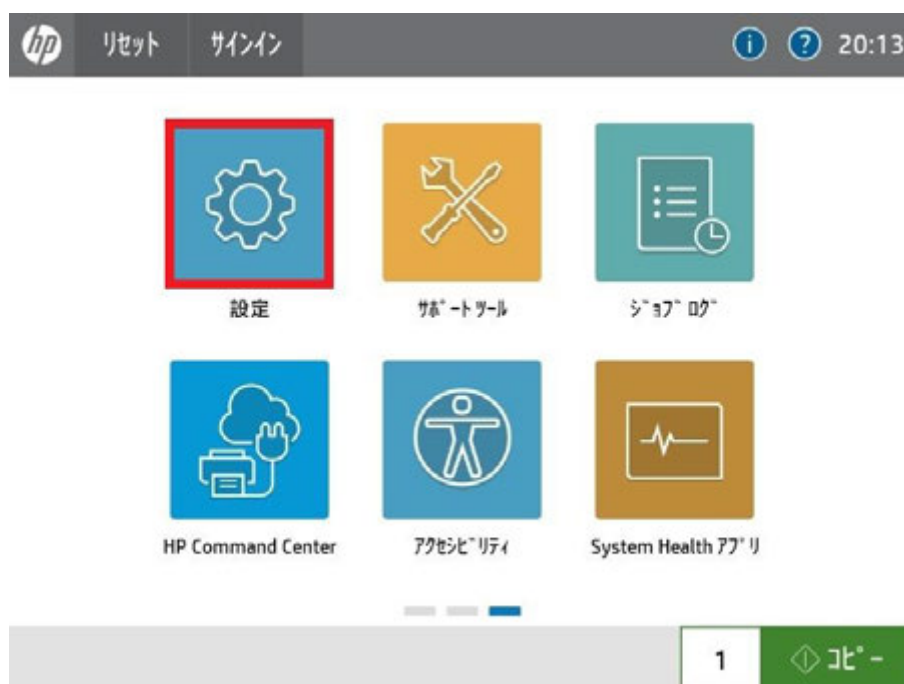 hp リセット サインイン i ? 20:13
設定 ｻﾎﾟｰﾄ ﾂｰﾙ ｼﾞｮﾌﾞ ﾛｸﾞ
HP Command Center ｱｸｾｼﾋﾞﾘﾃｨ System Health ｱﾌﾟﾘ
1 ｺﾋﾟｰ